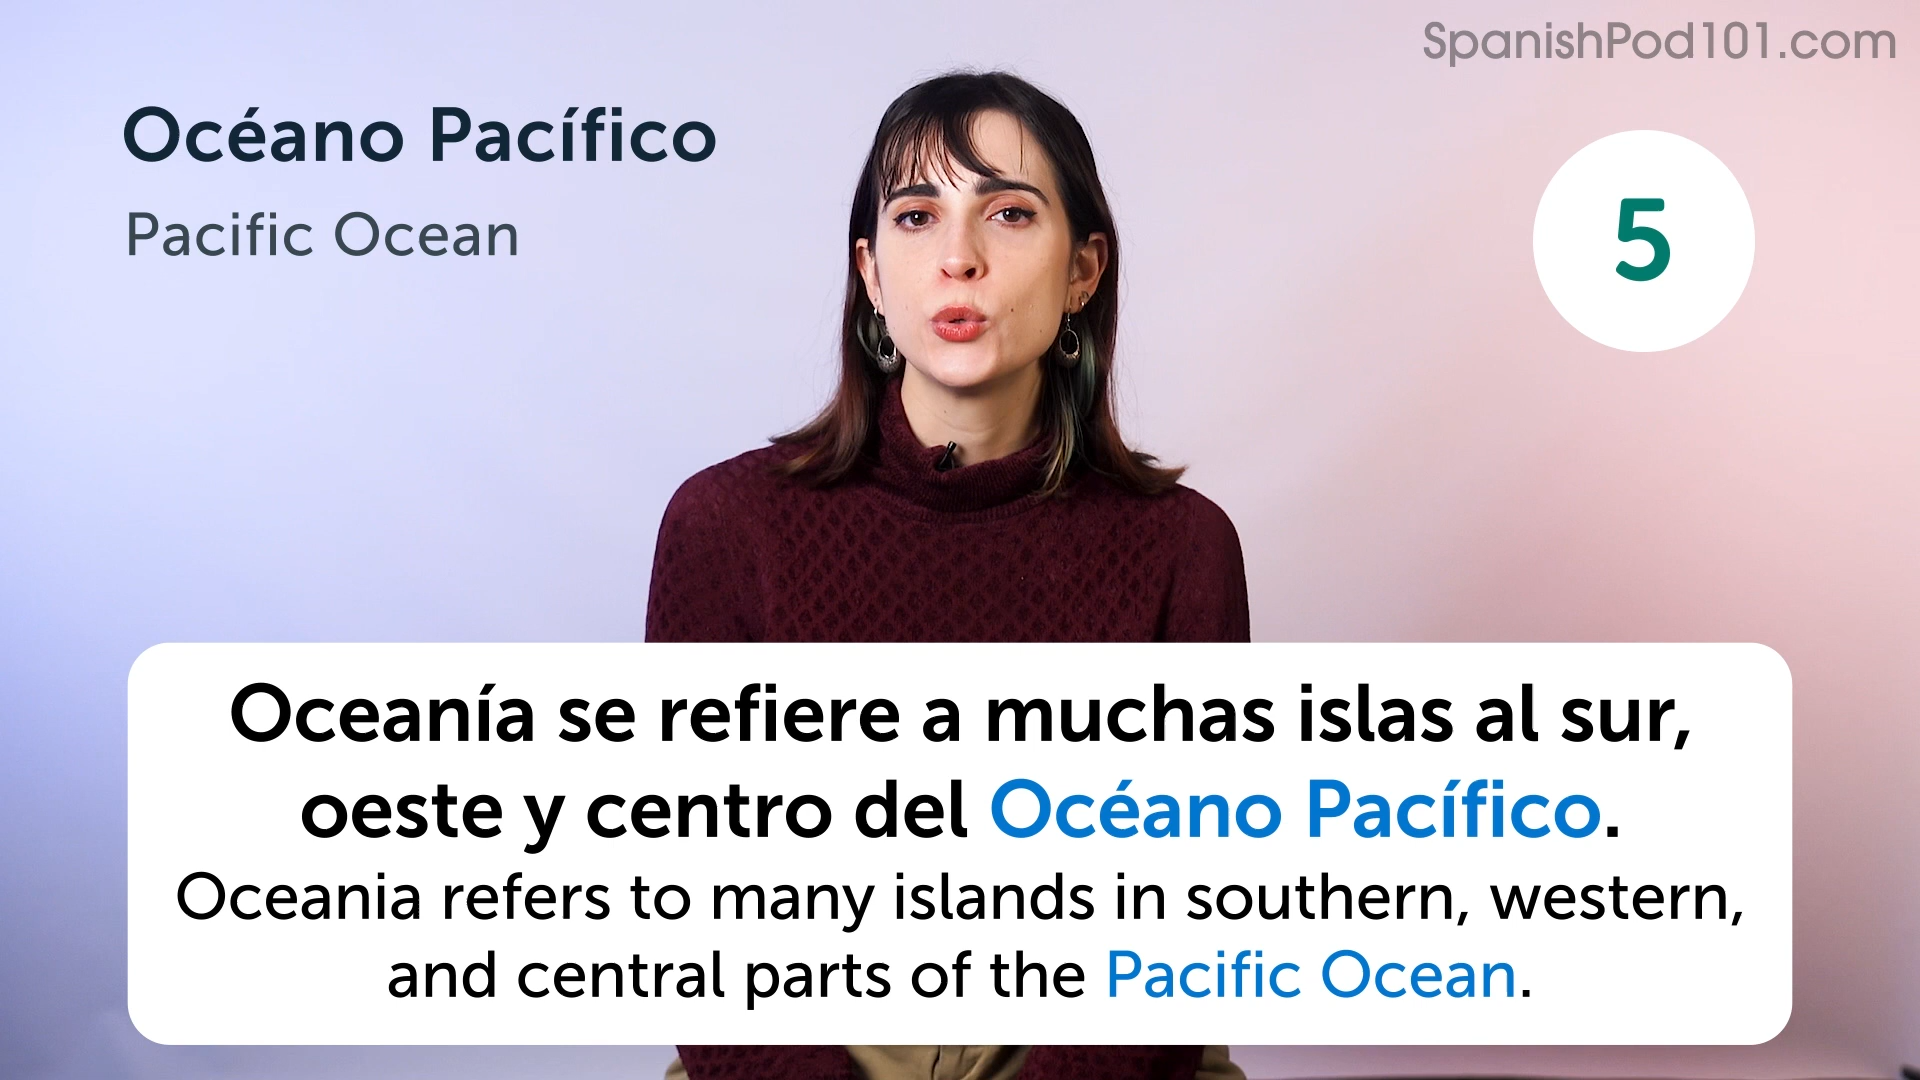 SpanishPod101.com
Océano Pacífico
Pacific Ocean
5
Oceanía se refiere a muchas islas al sur,
oeste y centro del Océano Pacífico.
Oceania refers to many islands in southern, western,
and central parts of the Pacific Ocean.